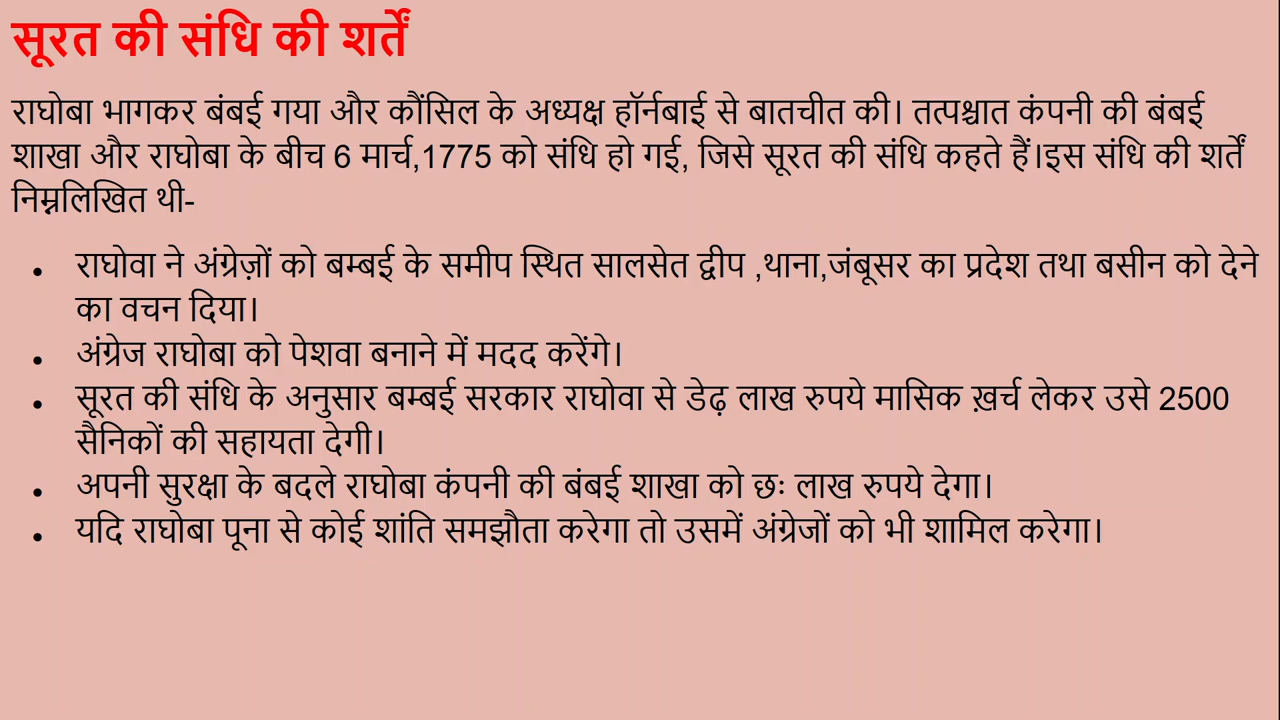 सूरत की संधि की शर्तें
राघोबा भागकर बंबई गया और कौंसिल के अध्यक्ष हॉर्नबाई से बातचीत की। तत्पश्चात कंपनी की बंबई
शाखा और राघोबा के बीच 6 मार्च,1775 को संधि हो गई, जिसे सूरत की संधि कहते हैं।इस संधि की शर्तें
निम्नलिखित थी-
• राघोवा ने अंग्रेज़ों को बम्बई के समीप स्थित सालसेत द्वीप ,थाना,जंबूसर का प्रदेश तथा बसीन को देने
का वचन दिया।
• अंग्रेज राघोबा को पेशवा बनाने में मदद करेंगे।
• सूरत की संधि के अनुसार बम्बई सरकार राघोवा से डेढ़ लाख रुपये मासिक ख़र्च लेकर उसे 2500
सैनिकों की सहायता देगी।
• अपनी सुरक्षा के बदले राघोबा कंपनी की बंबई शाखा को छः लाख रुपये देगा।
• यदि राघोबा पूना से कोई शांति समझौता करेगा तो उसमें अंग्रेजों को भी शामिल करेगा।